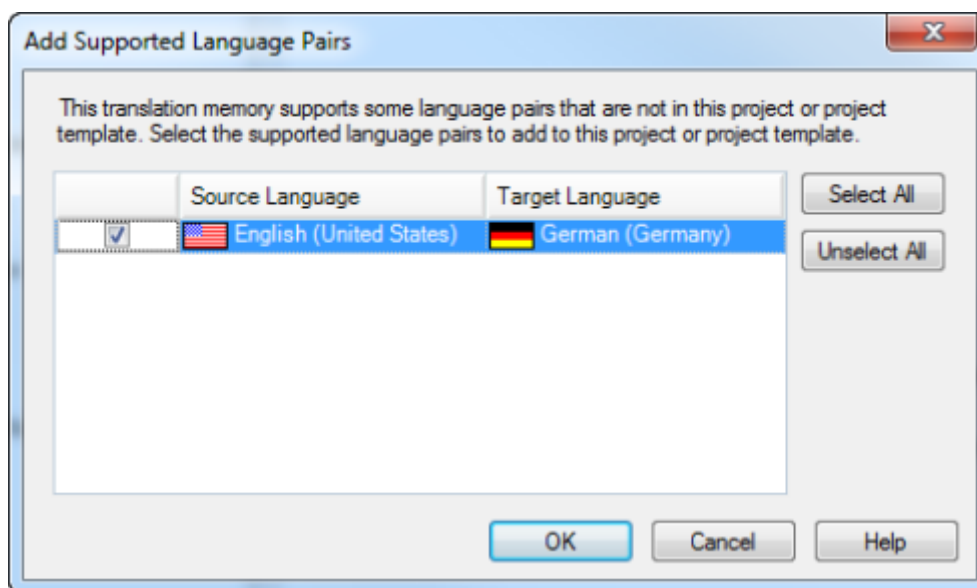 Add Supported Language Pairs
This translation memory supports some language pairs that are not in this project or project
template. Select the supported language pairs to add to this project or project template.
Source Language Target Language
English (United States) German (Germany)
Select All
Unselect All
OK Cancel Help